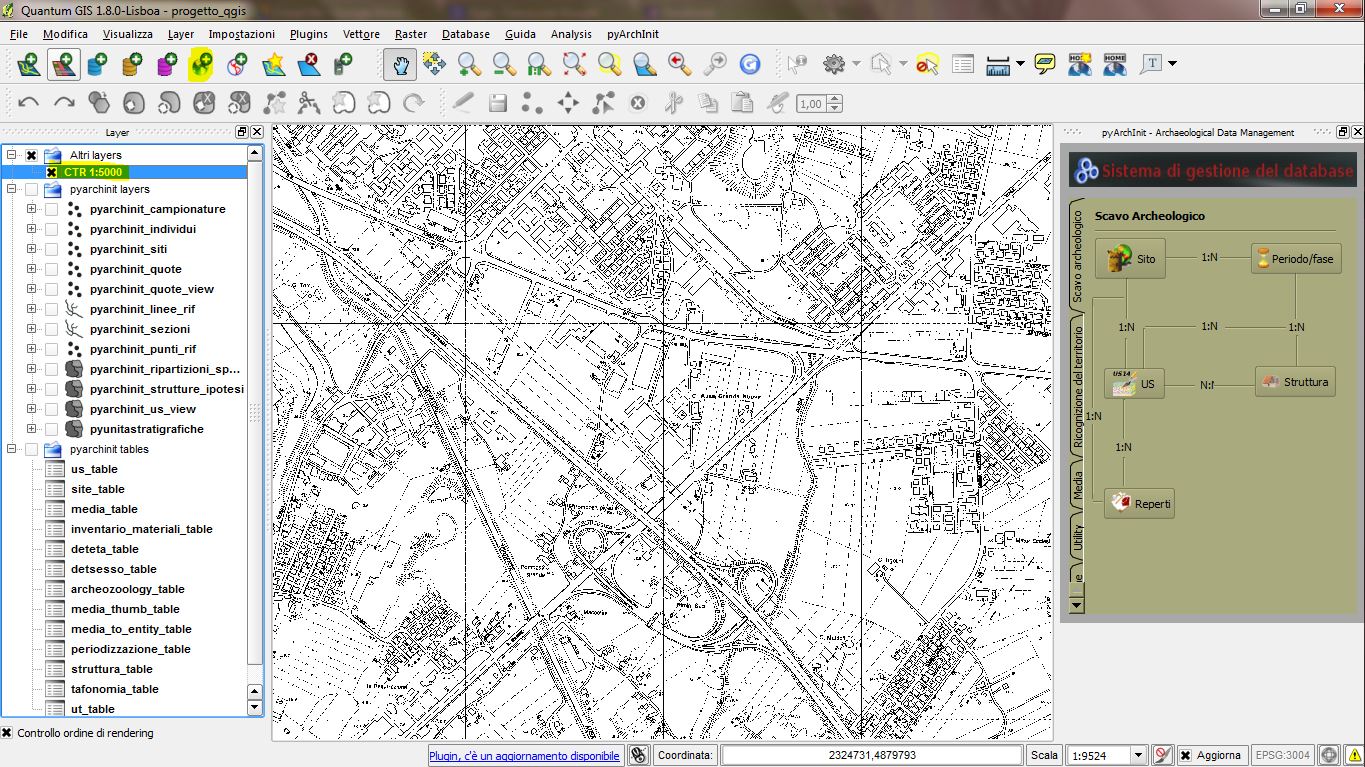 Quantum GIS 1.8.0-Lisboa - progetto_qgis
File Modifica Visualizza Layer Impostazioni Plugins Vettore Raster Database Guida Analysis pyArchInit
1,00
Layer
Altri layers
CTR 1:5000
pyarchinit layers
pyarchinit_campionature
pyarchinit_individui
pyarchinit_siti
pyarchinit_quote
pyarchinit_quote_view
pyarchinit_linee_rif
pyarchinit_sezioni
pyarchinit_punti_rif
pyarchinit_ripartizioni_sp...
pyarchinit_strutture_ipotesi
pyarchinit_us_view
pyunitastratigrafiche
pyarchinit tables
us_table
site_table
media_table
inventario_materiali_table
deteta_table
detsesso_table
archeozoology_table
media_thumb_table
media_to_entity_table
periodizzazione_table
struttura_table
tafonomia_table
ut_table
Controllo ordine di rendering
pyArchInit - Archaeological Data Management
Sistema di gestione del database
Scavo archeologico
Ricognizione del territorio
Media
Utility
Scavo Archeologico
Sito
1:N
Periodo/fase
1:N
1:N
1:N
US
N:f
Struttura
1:N
1:N
Reperti
Plugin, c'è un aggiornamento disponibile
Coordinata:
2324731,4879793
Scala
1:9524
Aggiorna
EPSG:3004